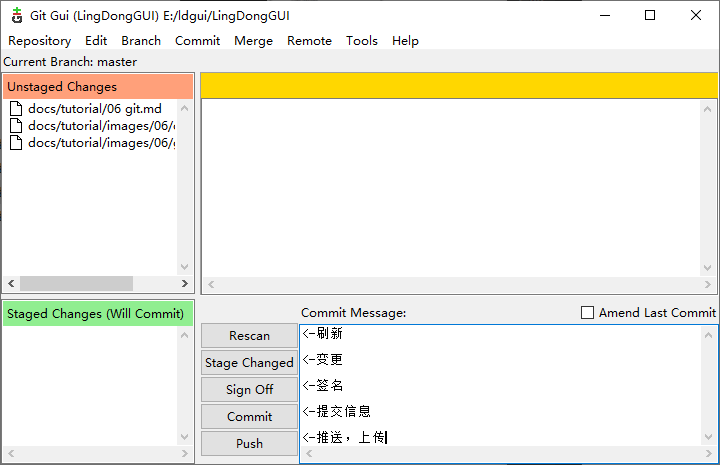 Git Gui (LingDongGUI) E:/ldgui/LingDongGUI
Repository Edit Branch Commit Merge Remote Tools Help
Current Branch: master
Unstaged Changes
docs/tutorial/06 git.md
docs/tutorial/images/06/
docs/tutorial/images/06/
Staged Changes (Will Commit)
Commit Message:
Amend Last Commit
Rescan
<-刷新
Stage Changed
<-变更
Sign Off
<-签名
Commit
<-提交信息
Push
<-推送，上传